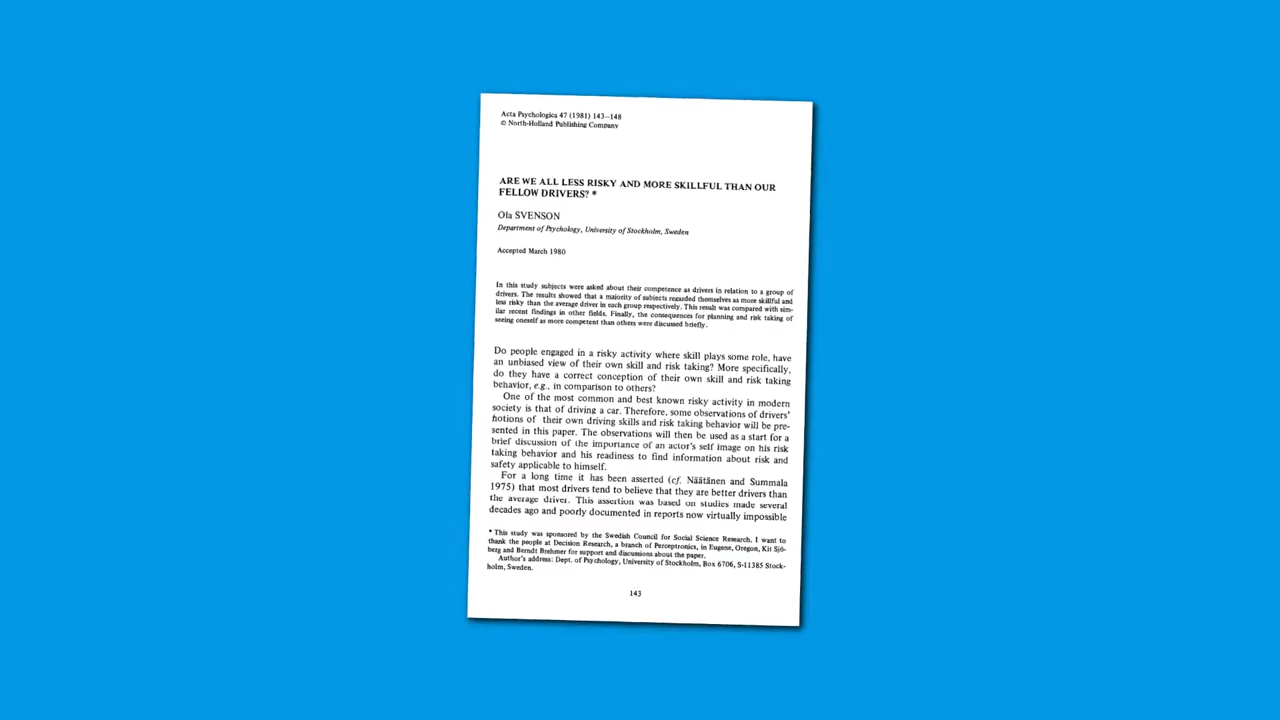 Acta Psychologica 47 (1981) 143–148
© North-Holland Publishing Company
ARE WE ALL LESS RISKY AND MORE SKILLFUL THAN OUR
FELLOW DRIVERS? *
Ola SVENSON
Department of Psychology, University of Stockholm, Sweden
Accepted March 1980
In this study subjects were asked about their competence as drivers in relation to a group of
drivers. The results showed that a majority of subjects regarded themselves as more skillful and
less risky than the average driver in each group respectively. This result was compared with sim-
ilar recent findings in other fields. Finally, the consequences for planning and risk taking of
seeing oneself as more competent than others were discussed briefly.
Do people engaged in a risky activity where skill plays some role, have
an unbiased view of their own skill and risk taking? More specifically,
do they have a correct conception of their own skill and risk taking
behavior, e.g., in comparison to others?
One of the most common and best known risky activity in modern
society is that of driving a car. Therefore, some observations of drivers'
notions of their own driving skills and risk taking behavior will be pre-
sented in this paper. The observations will then be used as a start for a
brief discussion of the importance of an actor's self image on his risk
taking behavior and his readiness to find information about risk and
safety applicable to himself.
For a long time it has been asserted (cf. Näätänen and Summala
1975) that most drivers tend to believe that they are better drivers than
the average driver. This assertion was based on studies made several
decades ago and poorly documented in reports now virtually impossible
* This study was sponsored by the Swedish Council for Social Science Research. I want to
thank the people at Decision Research, a branch of Perceptronics, in Eugene, Oregon, Kit Sjö-
berg and Berndt Brehmer for support and discussions about the paper.
Author's address: Dept. of Psychology, University of Stockholm, Box 6706, S-11385 Stock-
holm, Sweden.
143